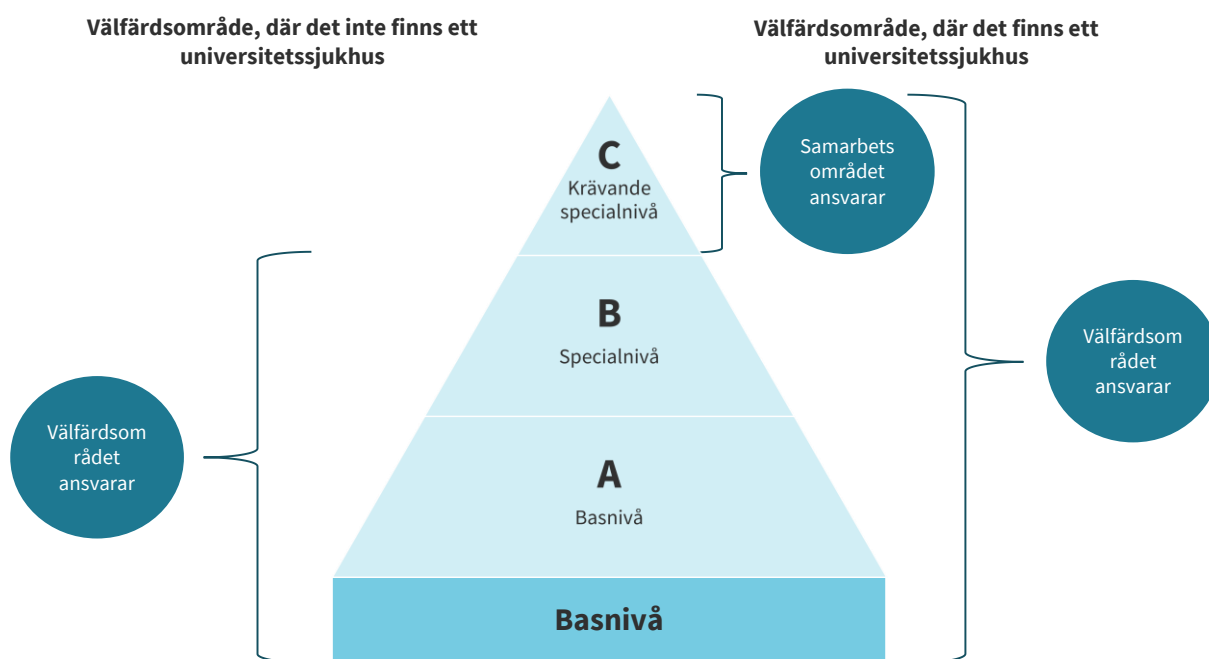 Välfärdsområde, där det inte finns ett
universitetssjukhus
Välfärdsområde, där det finns ett
universitetssjukhus
C
Krävande
specialnivå
Samarbets
området
ansvarar
B
Specialnivå
Välfärdsom
rådet
ansvarar
Välfärdsom
rådet
ansvarar
A
Basnivå
Basnivå